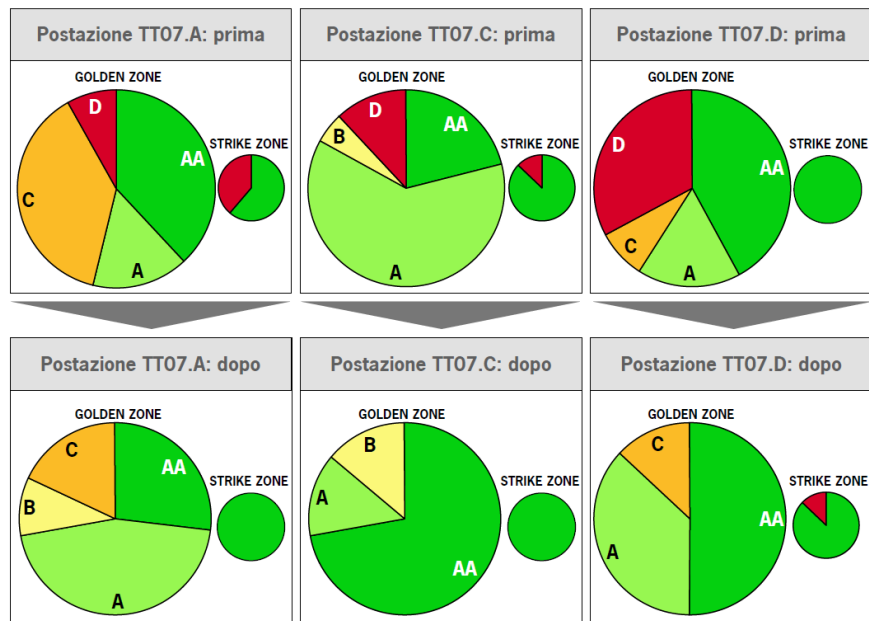 Postazione TT07.A: prima
GOLDEN ZONE
D
AA
STRIKE ZONE
C
A
Postazione TT07.C: prima
GOLDEN ZONE
D
AA
B
STRIKE ZONE
A
Postazione TT07.D: prima
GOLDEN ZONE
D
AA
STRIKE ZONE
C
A
Postazione TT07.A: dopo
GOLDEN ZONE
C
AA
STRIKE ZONE
B
A
Postazione TT07.C: dopo
GOLDEN ZONE
B
STRIKE ZONE
A
AA
Postazione TT07.D: dopo
GOLDEN ZONE
C
STRIKE ZONE
AA
A